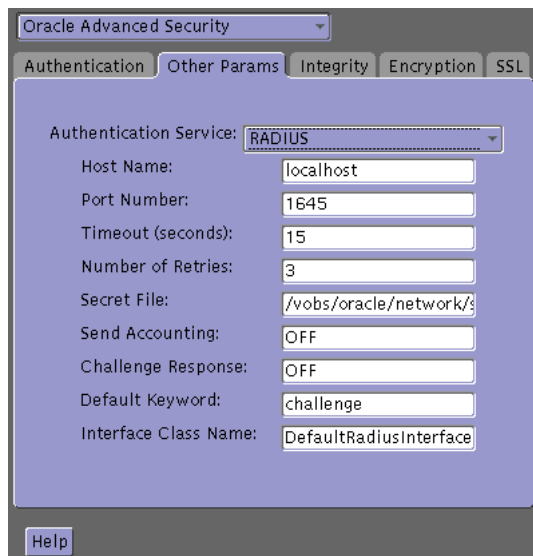 Oracle Advanced Security
Authentication Other Params Integrity Encryption SSL
Authentication Service: RADIUS
Host Name: localhost
Port Number: 1645
Timeout (seconds): 15
Number of Retries: 3
Secret File: /vobs/oracle/network/s
Send Accounting: OFF
Challenge Response: OFF
Default Keyword: challenge
Interface Class Name: DefaultRadiusInterface
Help